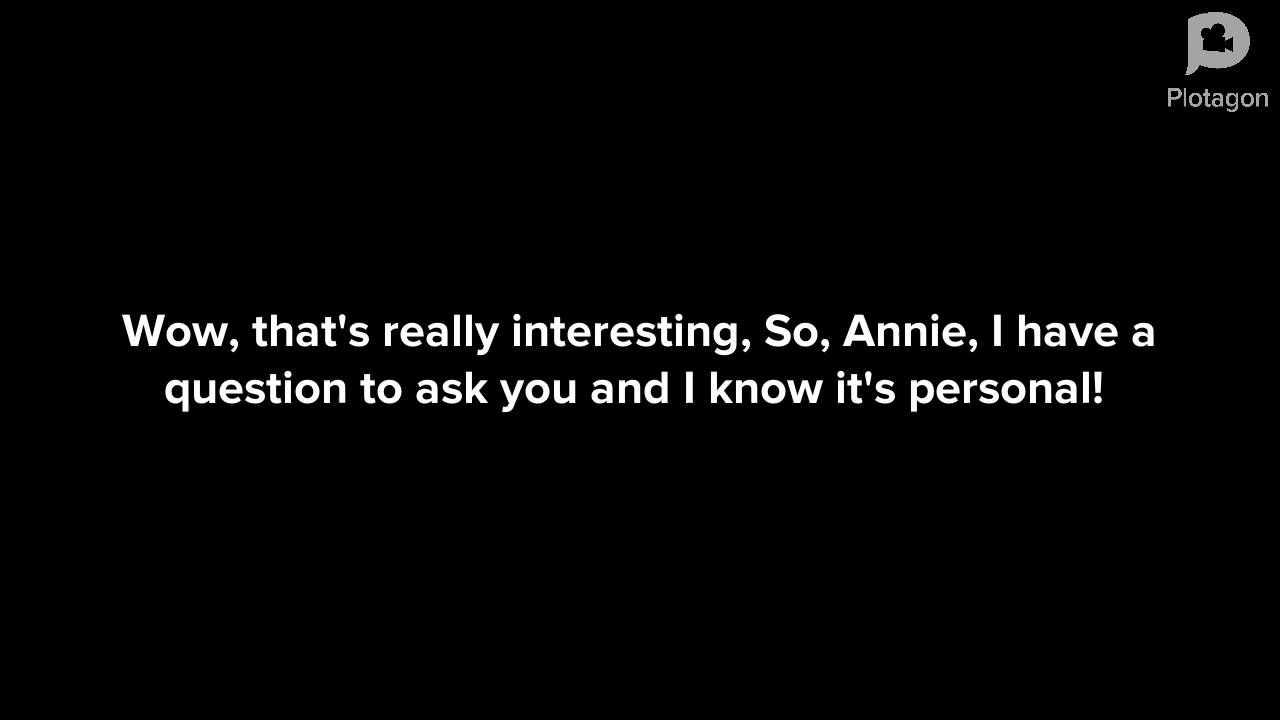 Plotagon
Wow, that's really interesting, So, Annie, I have a
question to ask you and I know it's personal!